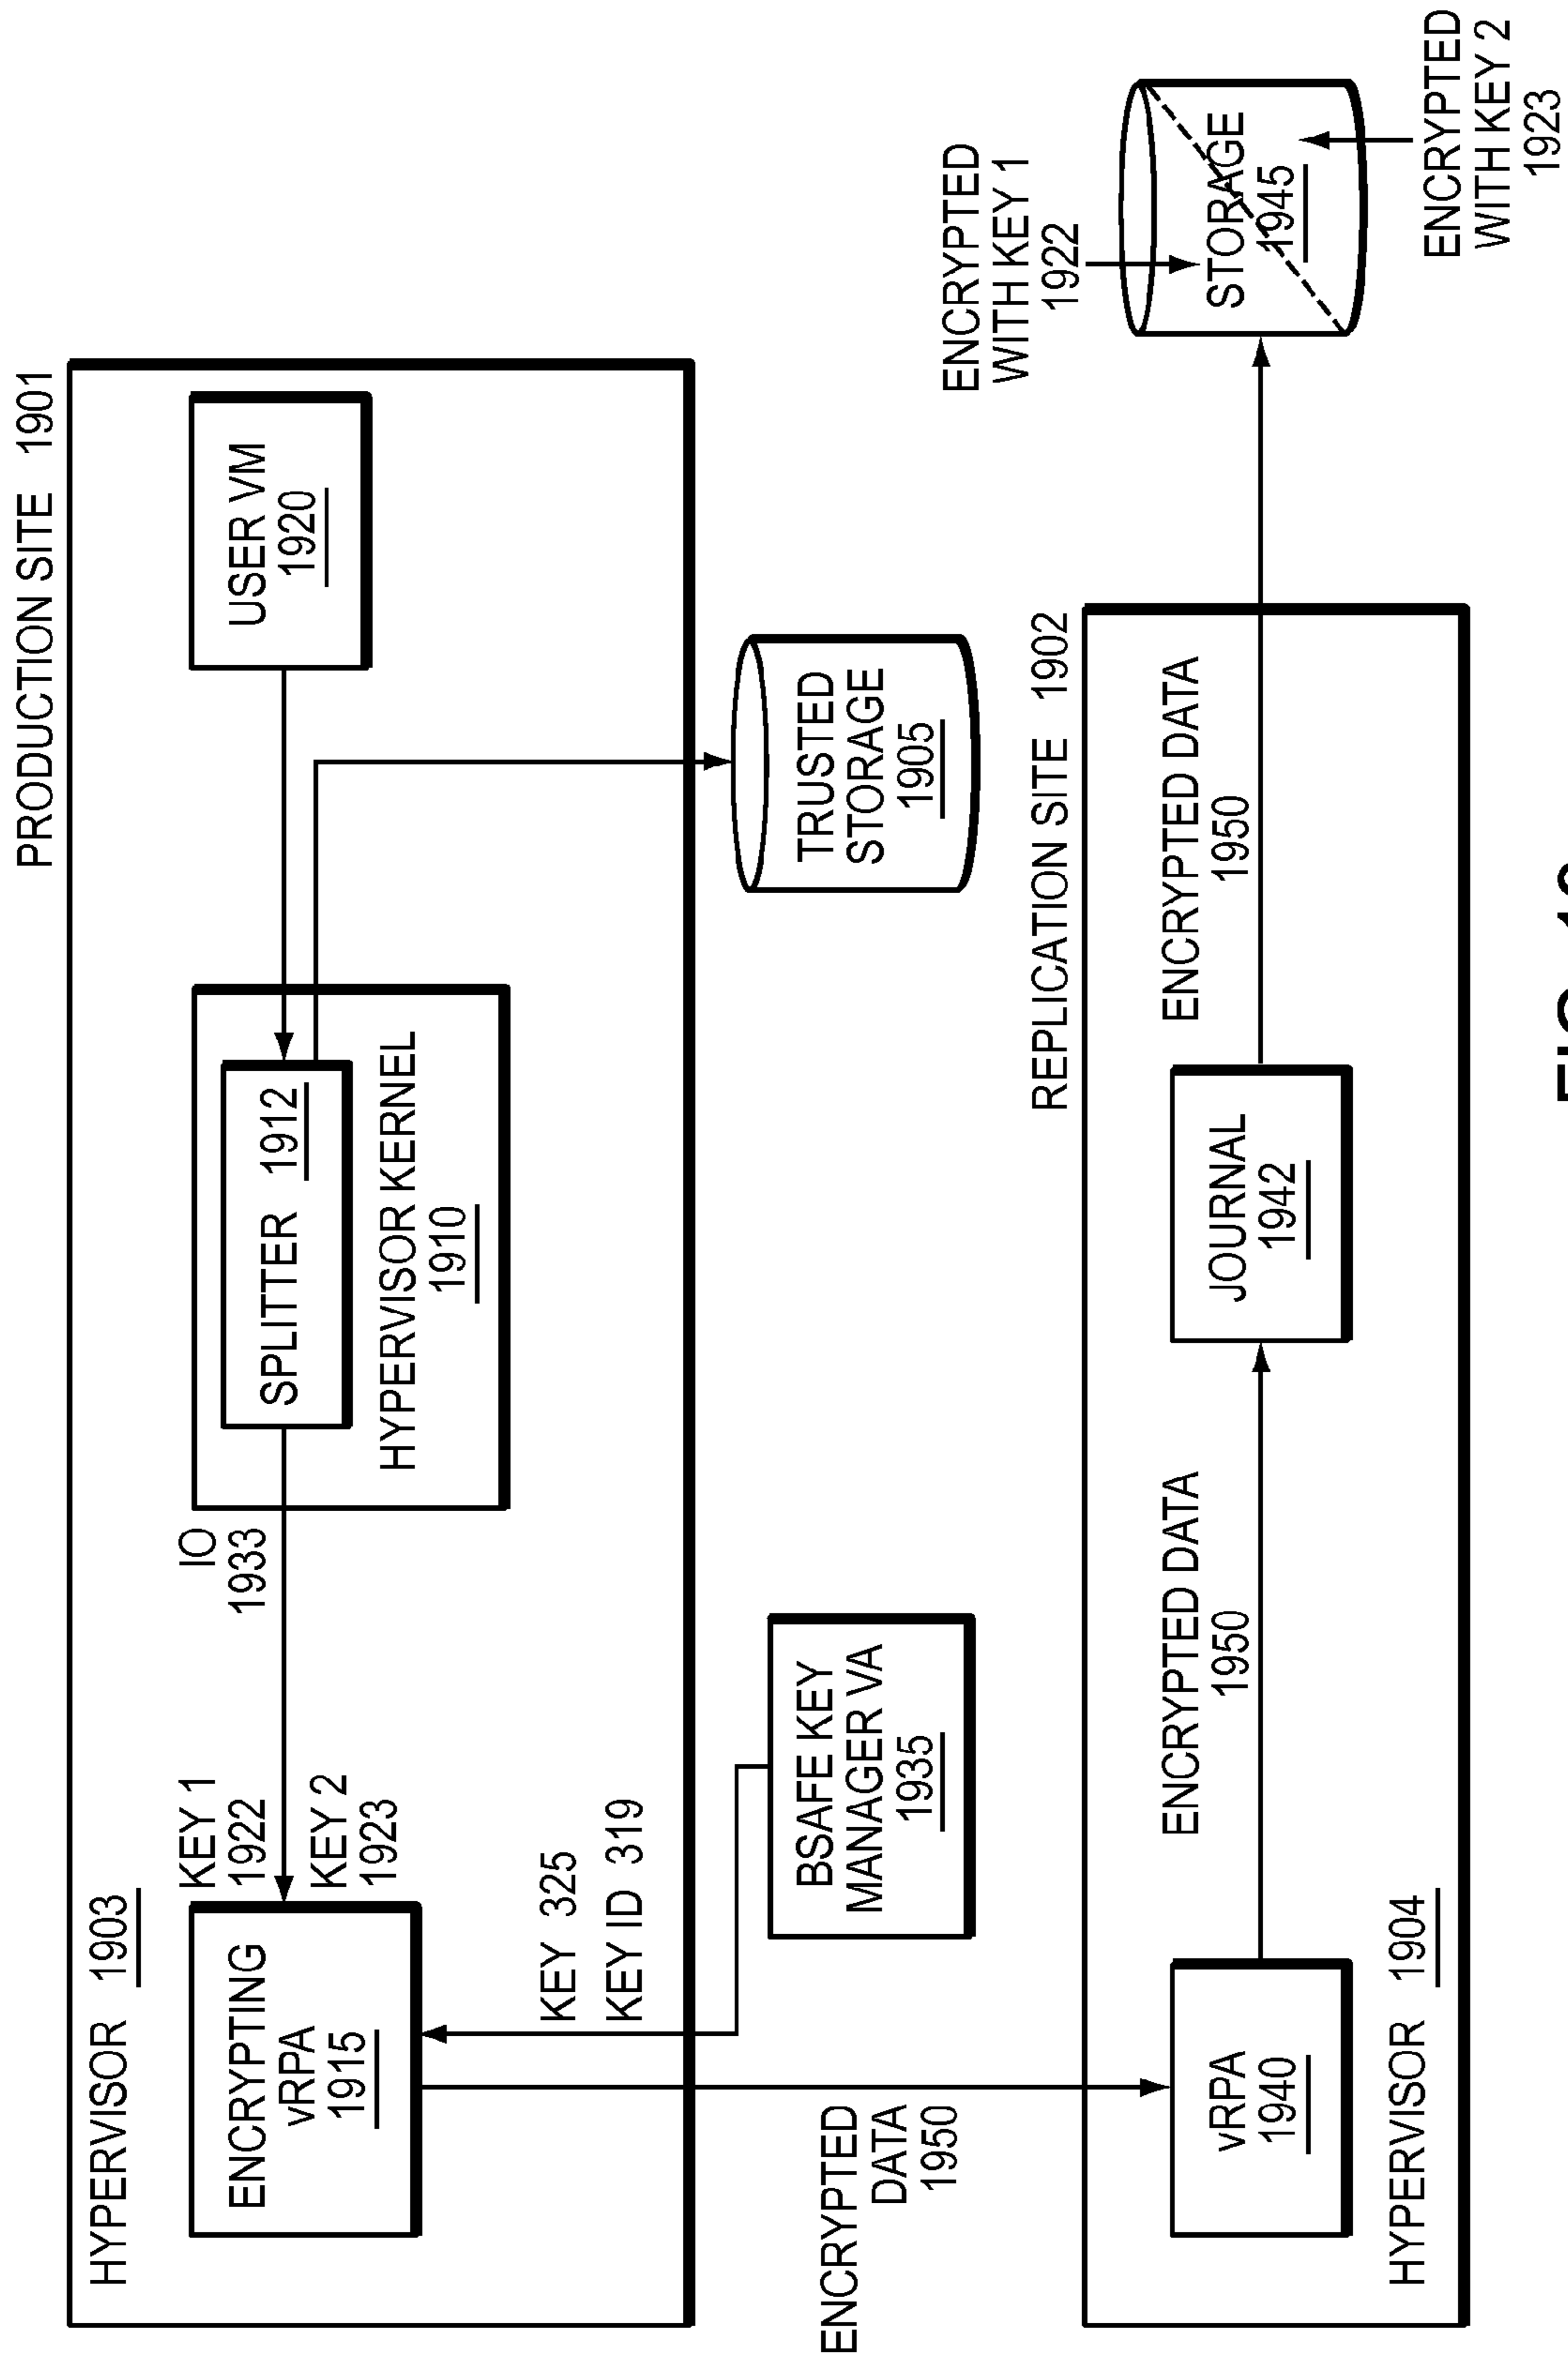 PRODUCTION SITE 1901
HYPERVISOR 1903
ENCRYPTING
vRPA
1915
KEY 1
1922
KEY 2
1923
IO
1933
SPLITTER 1912
HYPERVISOR KERNEL
1910
USER VM
1920
KEY 325
KEY ID 319
BSAFE KEY
MANAGER VA
1935
TRUSTED
STORAGE
1905
ENCRYPTED
DATA
1950
REPLICATION SITE 1902
vRPA
1940
ENCRYPTED DATA
1950
JOURNAL
1942
ENCRYPTED DATA
1950
HYPERVISOR 1904
ENCRYPTED
WITH KEY 1
1922
STORAGE
1945
ENCRYPTED
WITH KEY 2
1923